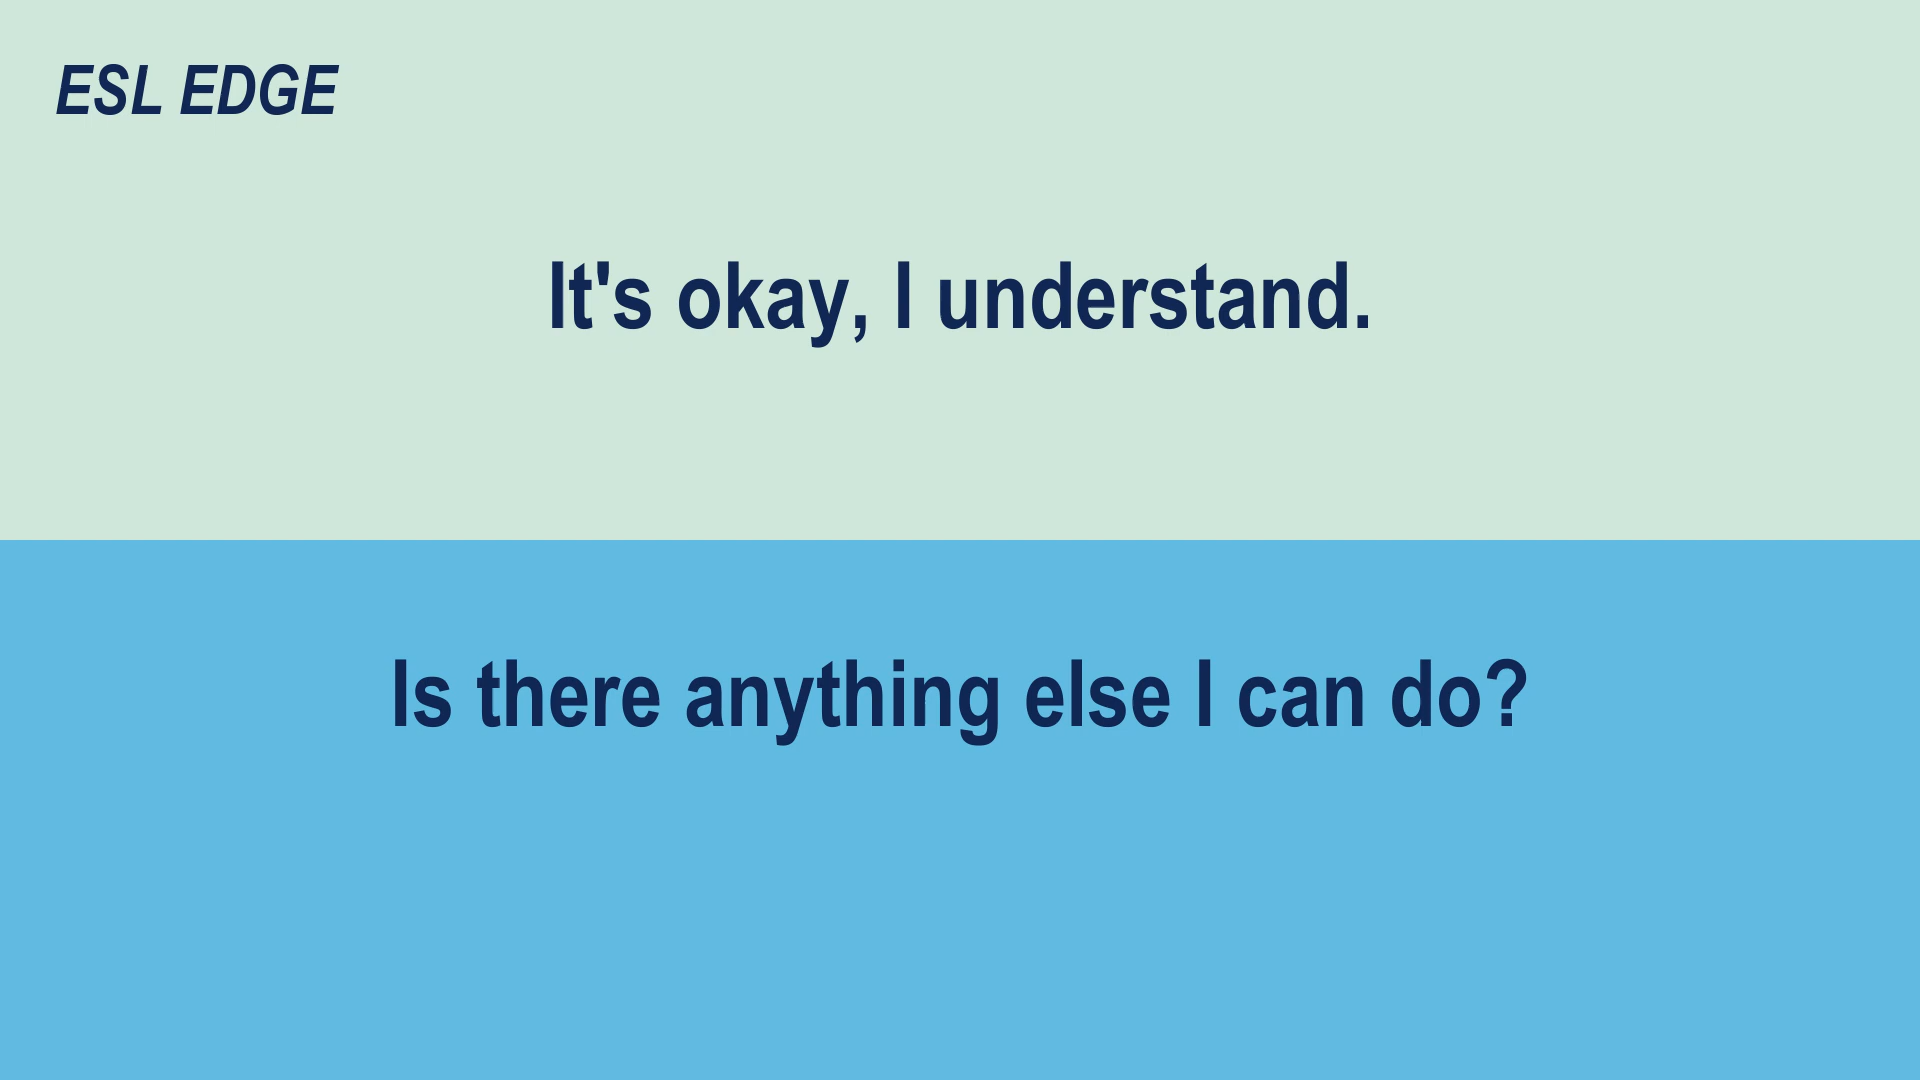 ESL EDGE
It's okay, I understand.
Is there anything else I can do?